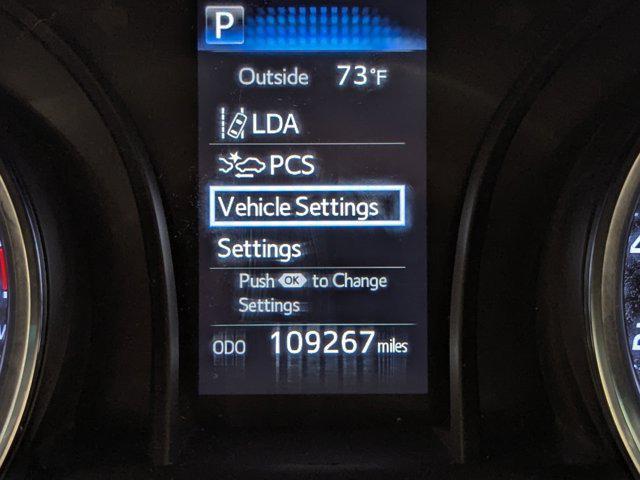 P
Outside 73°F
LDA
PCS
Vehicle Settings
Settings
Push OK to Change
Settings
ODO 109267 miles